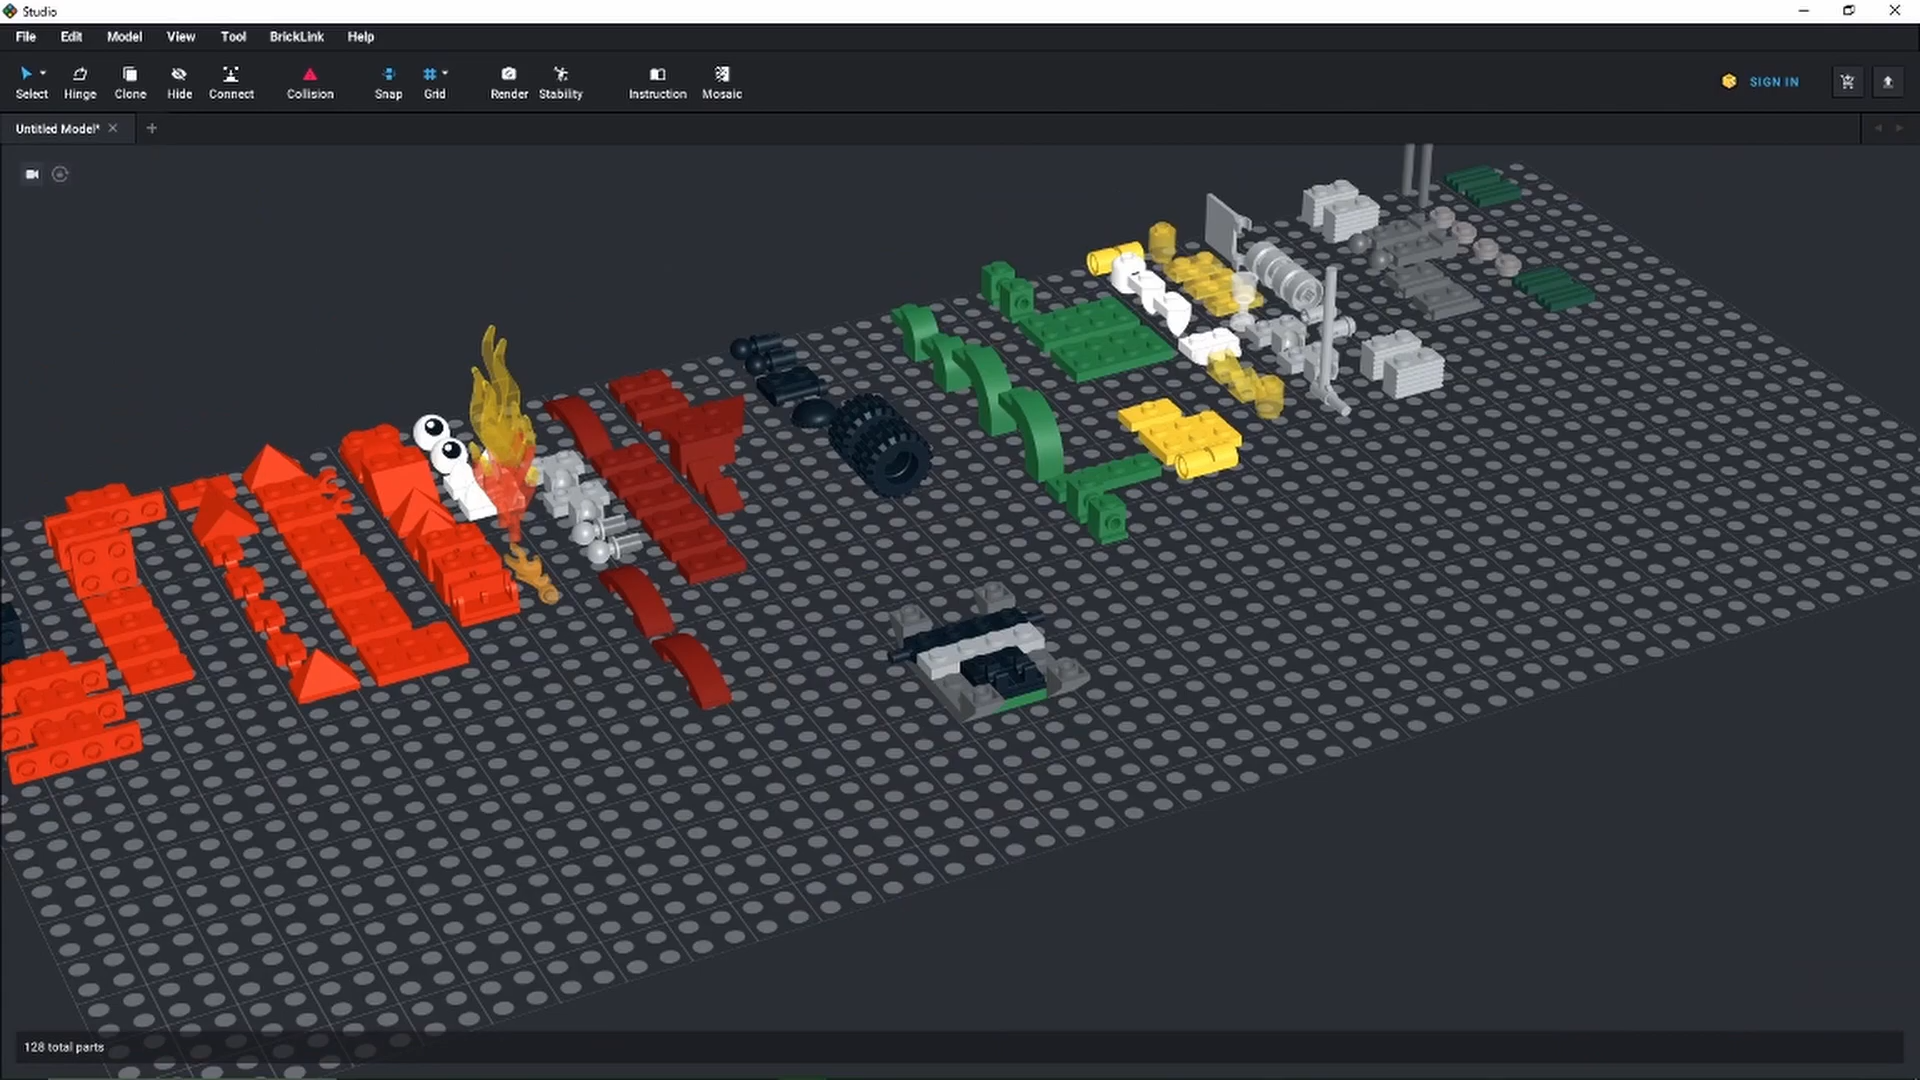 Studio
File Edit Model View Tool BrickLink Help
Select Hinge Clone Hide Connect Collision Snap Grid Render Stability Instruction Mosaic
SIGN IN
Untitled Model*
128 total parts